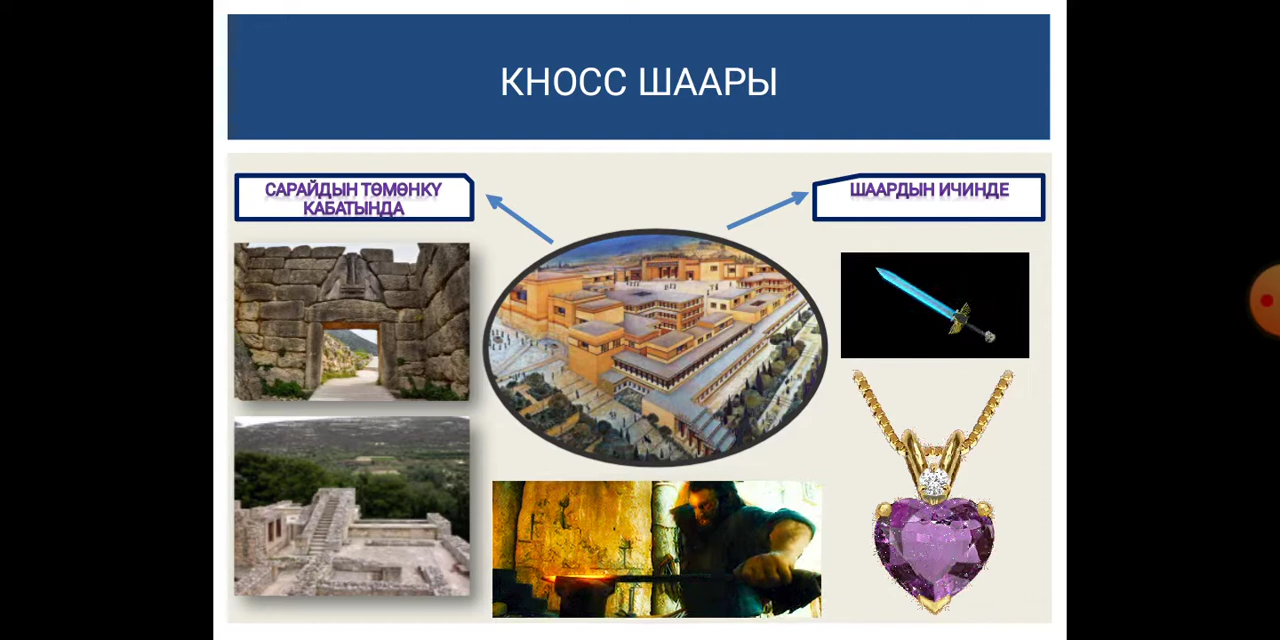 КНОСС ШААРЫ
САРАЙДЫН ТӨМӨНКҮ
КАБАТЫНДА
ШААРДЫН ИЧИНДЕ